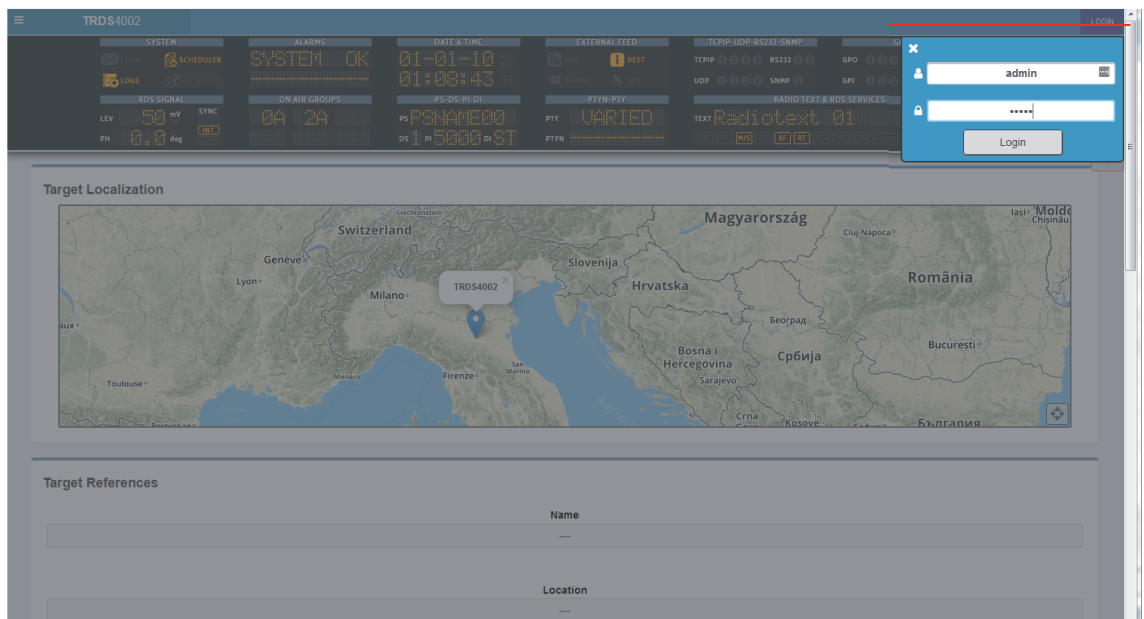 TRDS4002
LOGIN
SYSTEM
ALARMS
DATE & TIME
EXTERNAL FEED
TCPIP-UDP-RS232-SNMP
SCHEDULER
SYSTEM OK
01-01-10
REST
TCPIP
RS232
GPO
LOGS
01:08:43
UDP
SNMP
GPI
admin
•••••
Login
RDS SIGNAL
ON AIR GROUPS
PS-DS-PI-DI
PTYN-PTY
RADIO TEXT & RDS SERVICES
LEV 50 mV SYNC
0A 2A
PS PSNAME00
PTY VARIED
TEXT Radiotext 01
PH 0.0 deg INT
DS 1 PI 5000 DI ST
PTYN
M/S AF RT
Target Localization
Liechtenstein
Switzerland
Magyarország
Iași
Moldo
Chișinău
Cluj-Napoca
Genève
Slovenija
Lyon
TRDS4002
Hrvatska
România
Milano
aux
Београд
București
Bosna i
Hercegovina
Србија
Toulouse
Monaco
Firenze
San
Marino
Sarajevo
Crna
Kosovë
България
Target References
Name
---
Location
---